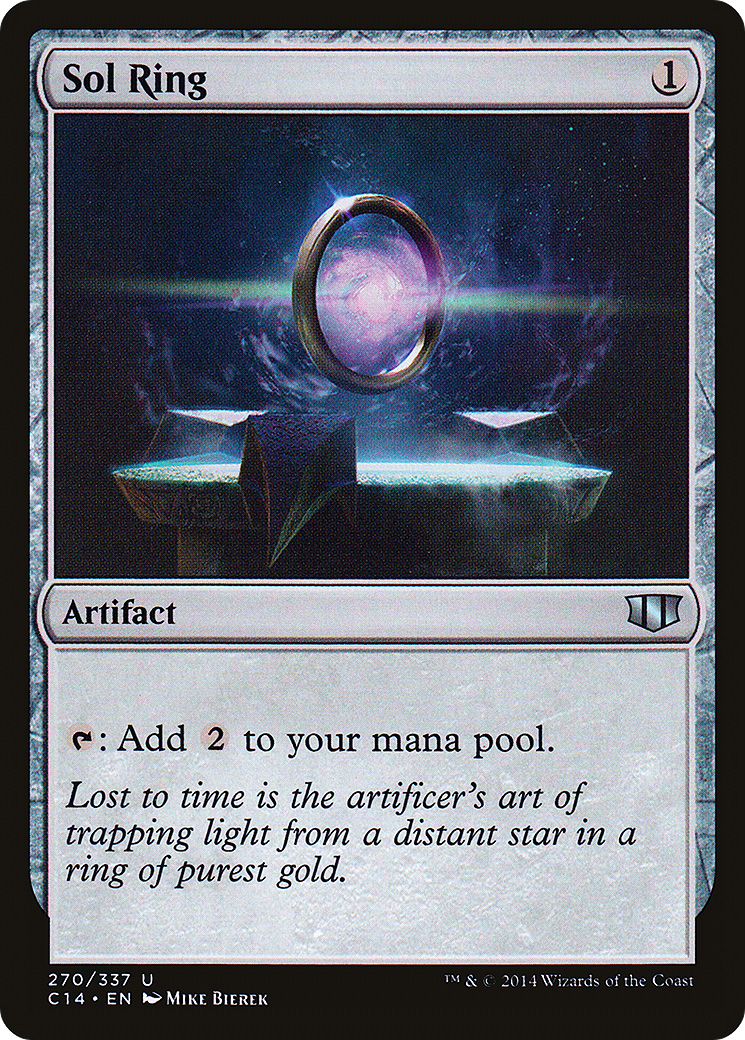 Sol Ring 1
Artifact
: Add 2 to your mana pool.
Lost to time is the artificer's art of
trapping light from a distant star in a
ring of purest gold.
270/337 U
™ & © 2014 Wizards of the Coast
C14 • EN Mike Bierek